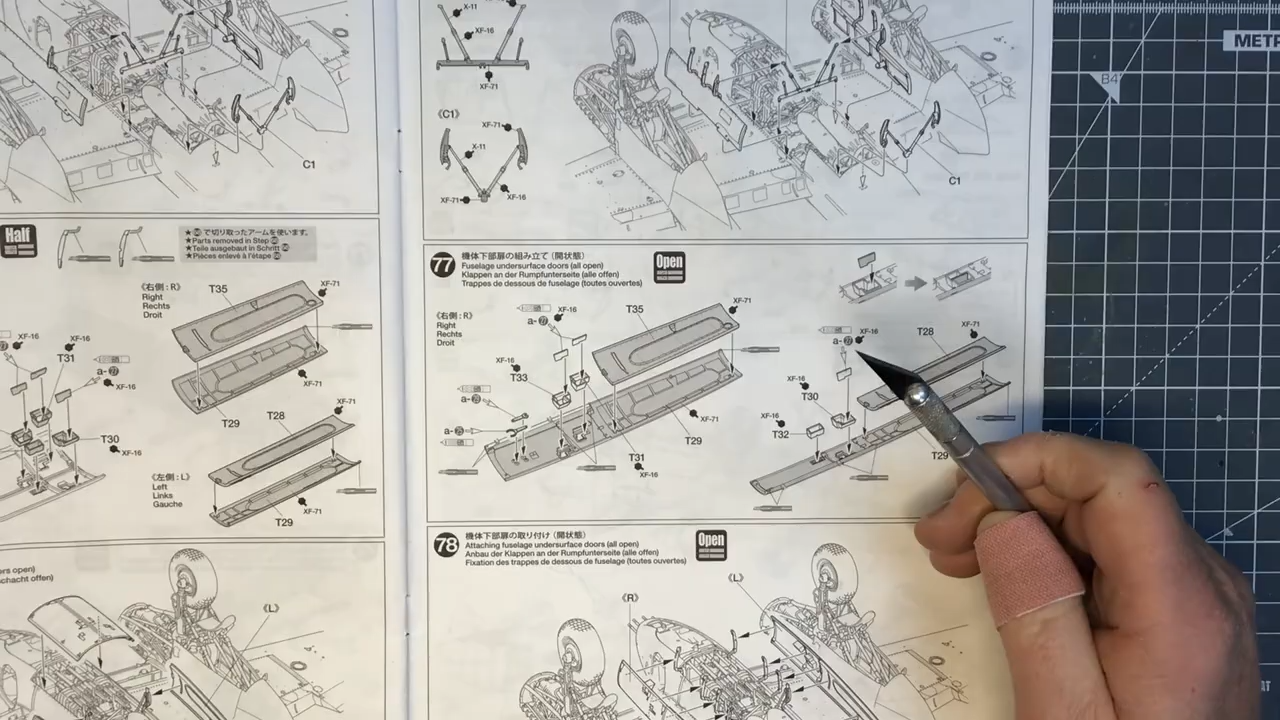 C1
Half
★ で切り取ったアームを使います。
★Parts removed in Step
★Teile ausgebaut in Schritt
★Pièces enlevé à l'étape
《右側：R》
Right
Rechts
Droit
T35
XF-71
XF-16
XF-16
T31
a-
XF-16
XF-71
T29
T28
XF-71
T30
XF-16
《左側：L》
Left
Links
Gauche
XF-71
T29
ers open)
chacht offen)
《L》
X-11
XF-16
XF-71
《C1》
XF-71
X-11
XF-71
XF-16
C1
77
機体下部扉の組み立て（開状態）
Fuselage undersurface doors (all open)
Klappen an der Rumpfunterseite (alle offen)
Trappes de dessous de fuselage (toutes ouvertes)
Open
《右側：R》
Right
Rechts
Droit
XF-16
a-
T35
XF-71
XF-16
T33
a-
a-
XF-71
T29
T31
XF-16
XF-16
a-
T28
XF-71
XF-16
T30
XF-16
T32
T29
78
機体下部扉の取り付け（開状態）
Attaching fuselage undersurface doors (all open)
Anbau der Klappen an der Rumpfunterseite (alle offen)
Fixation des trappes de dessous de fuselage (toutes ouvertes)
Open
《R》
《L》
B4